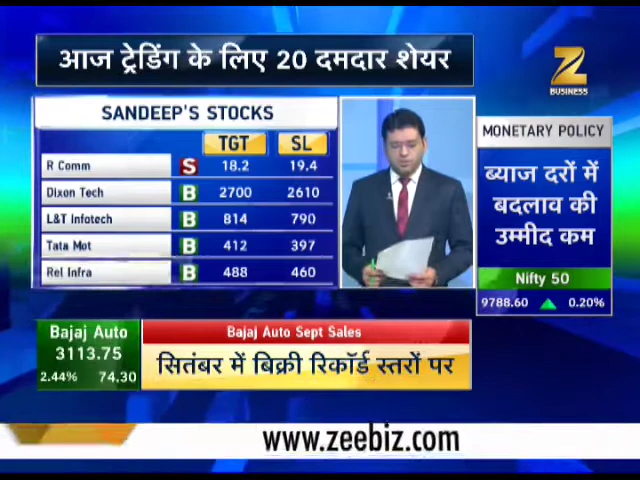 आज ट्रेडिंग के लिए 20 दमदार शेयर
Z
BUSINESS
SANDEEP'S STOCKS
TGT SL
R Comm S 18.2 19.4
Dixon Tech B 2700 2610
L&T Infotech B 814 790
Tata Mot B 412 397
Rel Infra B 488 460
MONETARY POLICY
ब्याज दरों में
बदलाव की
उम्मीद कम
Nifty 50
9788.60 ▲ 0.20%
Bajaj Auto
3113.75
2.44% 74.30
Bajaj Auto Sept Sales
सितंबर में बिक्री रिकॉर्ड स्तरों पर
www.zeebiz.com